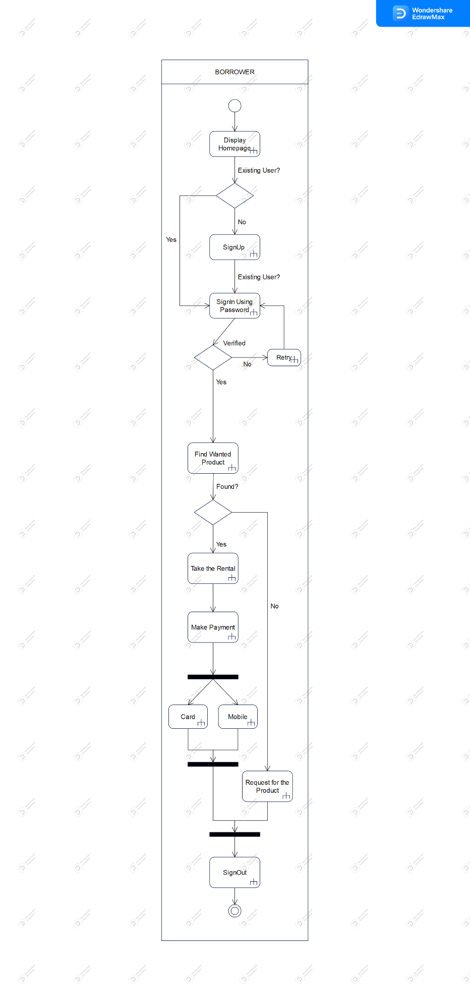 Wondershare
EdrawMax
BORROWER
Display
Homepage
Existing User?
No
Yes
SignUp
Existing User?
SignIn Using
Password
Verified
No
Retry
Yes
Find Wanted
Product
Found?
Yes
Take the Rental
No
Make Payment
Card
Mobile
Request for the
Product
SignOut